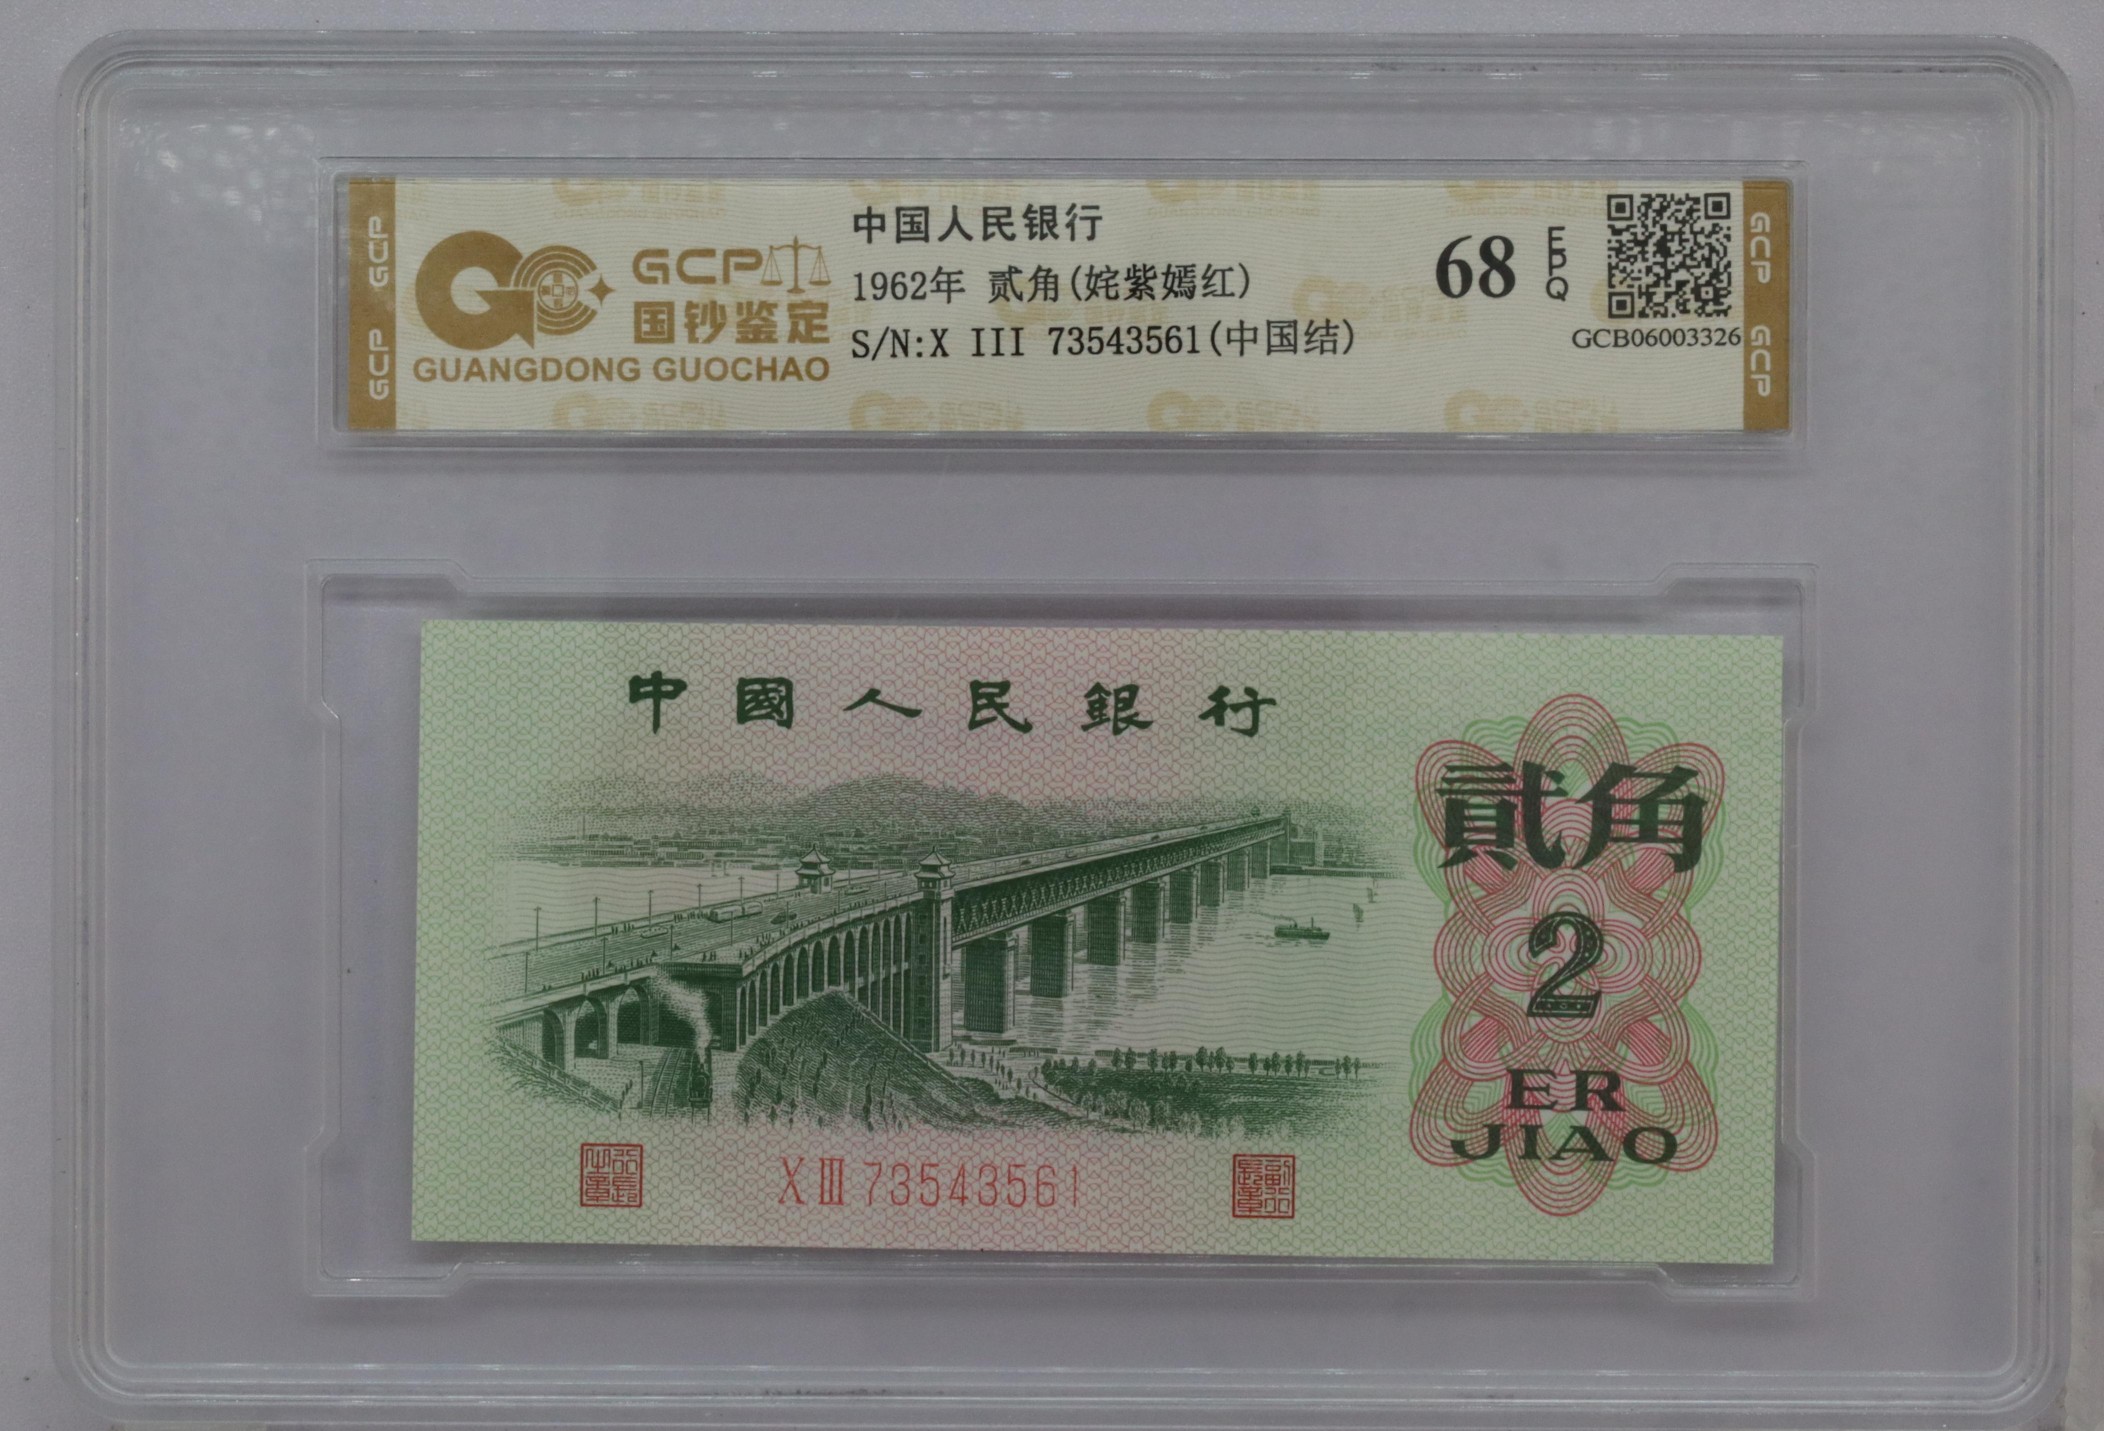 GCP
GCP
GCP
国钞鉴定
GUANGDONG GUOCHAO
中国人民银行
1962年 贰角(姹紫嫣红)
S/N:X III 73543561(中国结)
68
EPQ
GCB06003326
GCP
GCP
中國人民銀行
貳角
2
ER
JIAO
X III 73543561